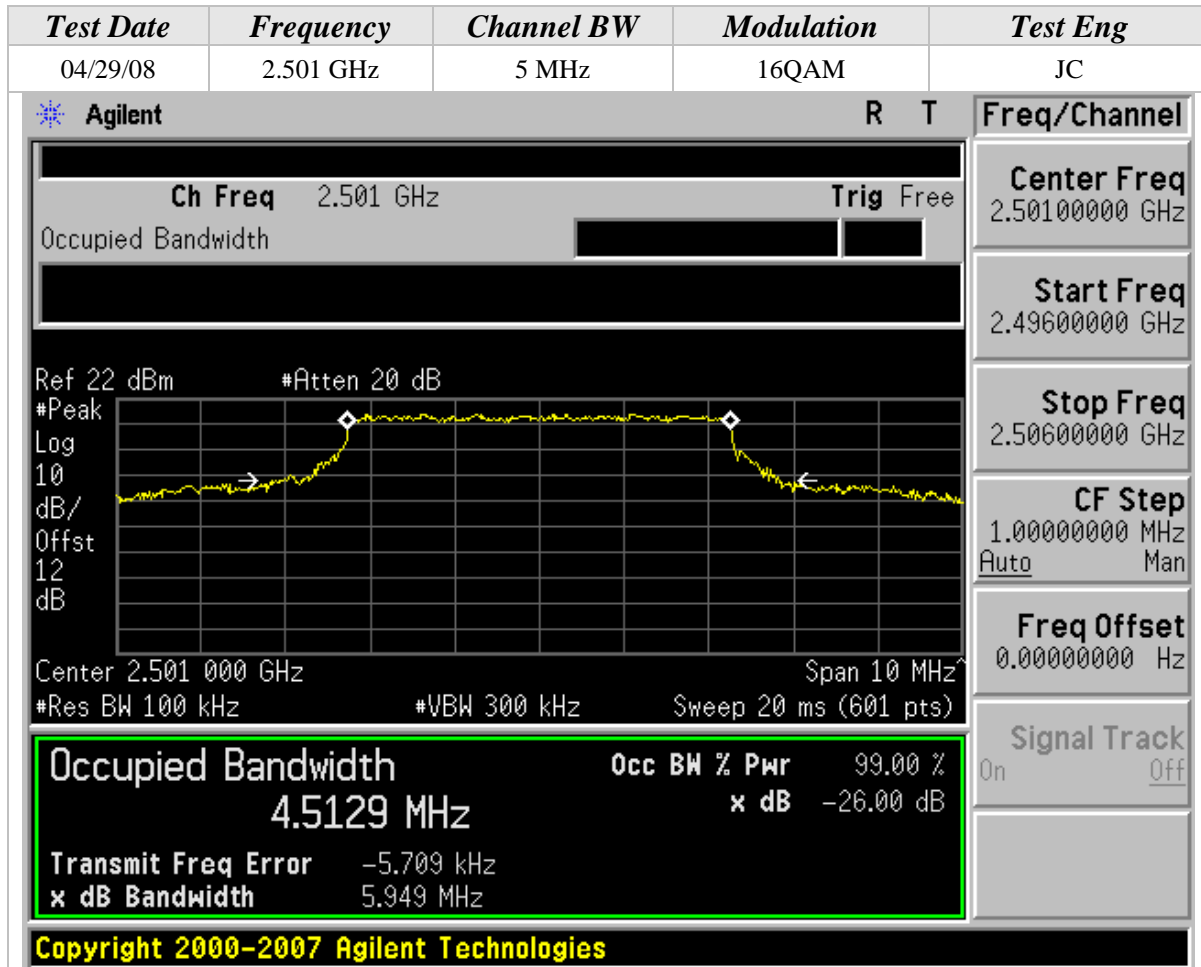 Test Date Frequency Channel BW Modulation Test Eng
04/29/08 2.501 GHz 5 MHz 16QAM JC
Agilent R T
Freq/Channel
Ch Freq 2.501 GHz Trig Free
Occupied Bandwidth
Center Freq
2.50100000 GHz
Start Freq
2.49600000 GHz
Stop Freq
2.50600000 GHz
CF Step
1.00000000 MHz
Auto Man
Freq Offset
0.00000000 Hz
Signal Track
On Off
Ref 22 dBm #Atten 20 dB
#Peak
Log
10
dB/
Offst
12
dB
Center 2.501 000 GHz Span 10 MHz^
#Res BW 100 kHz #VBW 300 kHz Sweep 20 ms (601 pts)
Occupied Bandwidth
4.5129 MHz
Occ BW % Pwr 99.00 %
x dB -26.00 dB
Transmit Freq Error -5.709 kHz
x dB Bandwidth 5.949 MHz
Copyright 2000-2007 Agilent Technologies